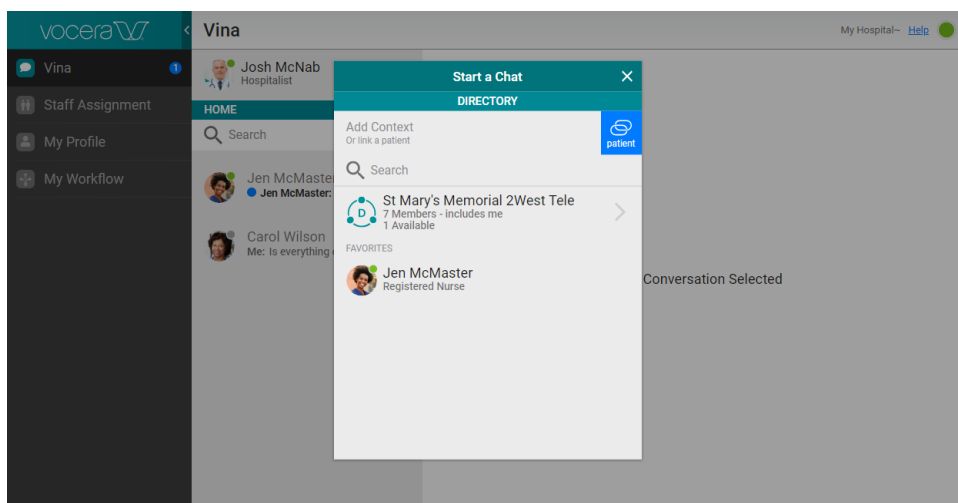 vocera
Vina
My Hospital– Help
Vina 1
Staff Assignment
My Profile
My Workflow
Josh McNab
Hospitalist
HOME
Search
Jen McMaster
Jen McMaster:
Carol Wilson
Me: Is everything
Start a Chat
DIRECTORY
Add Context
Or link a patient
patient
Search
D
St Mary's Memorial 2West Tele
7 Members - includes me
1 Available
FAVORITES
Jen McMaster
Registered Nurse
Conversation Selected